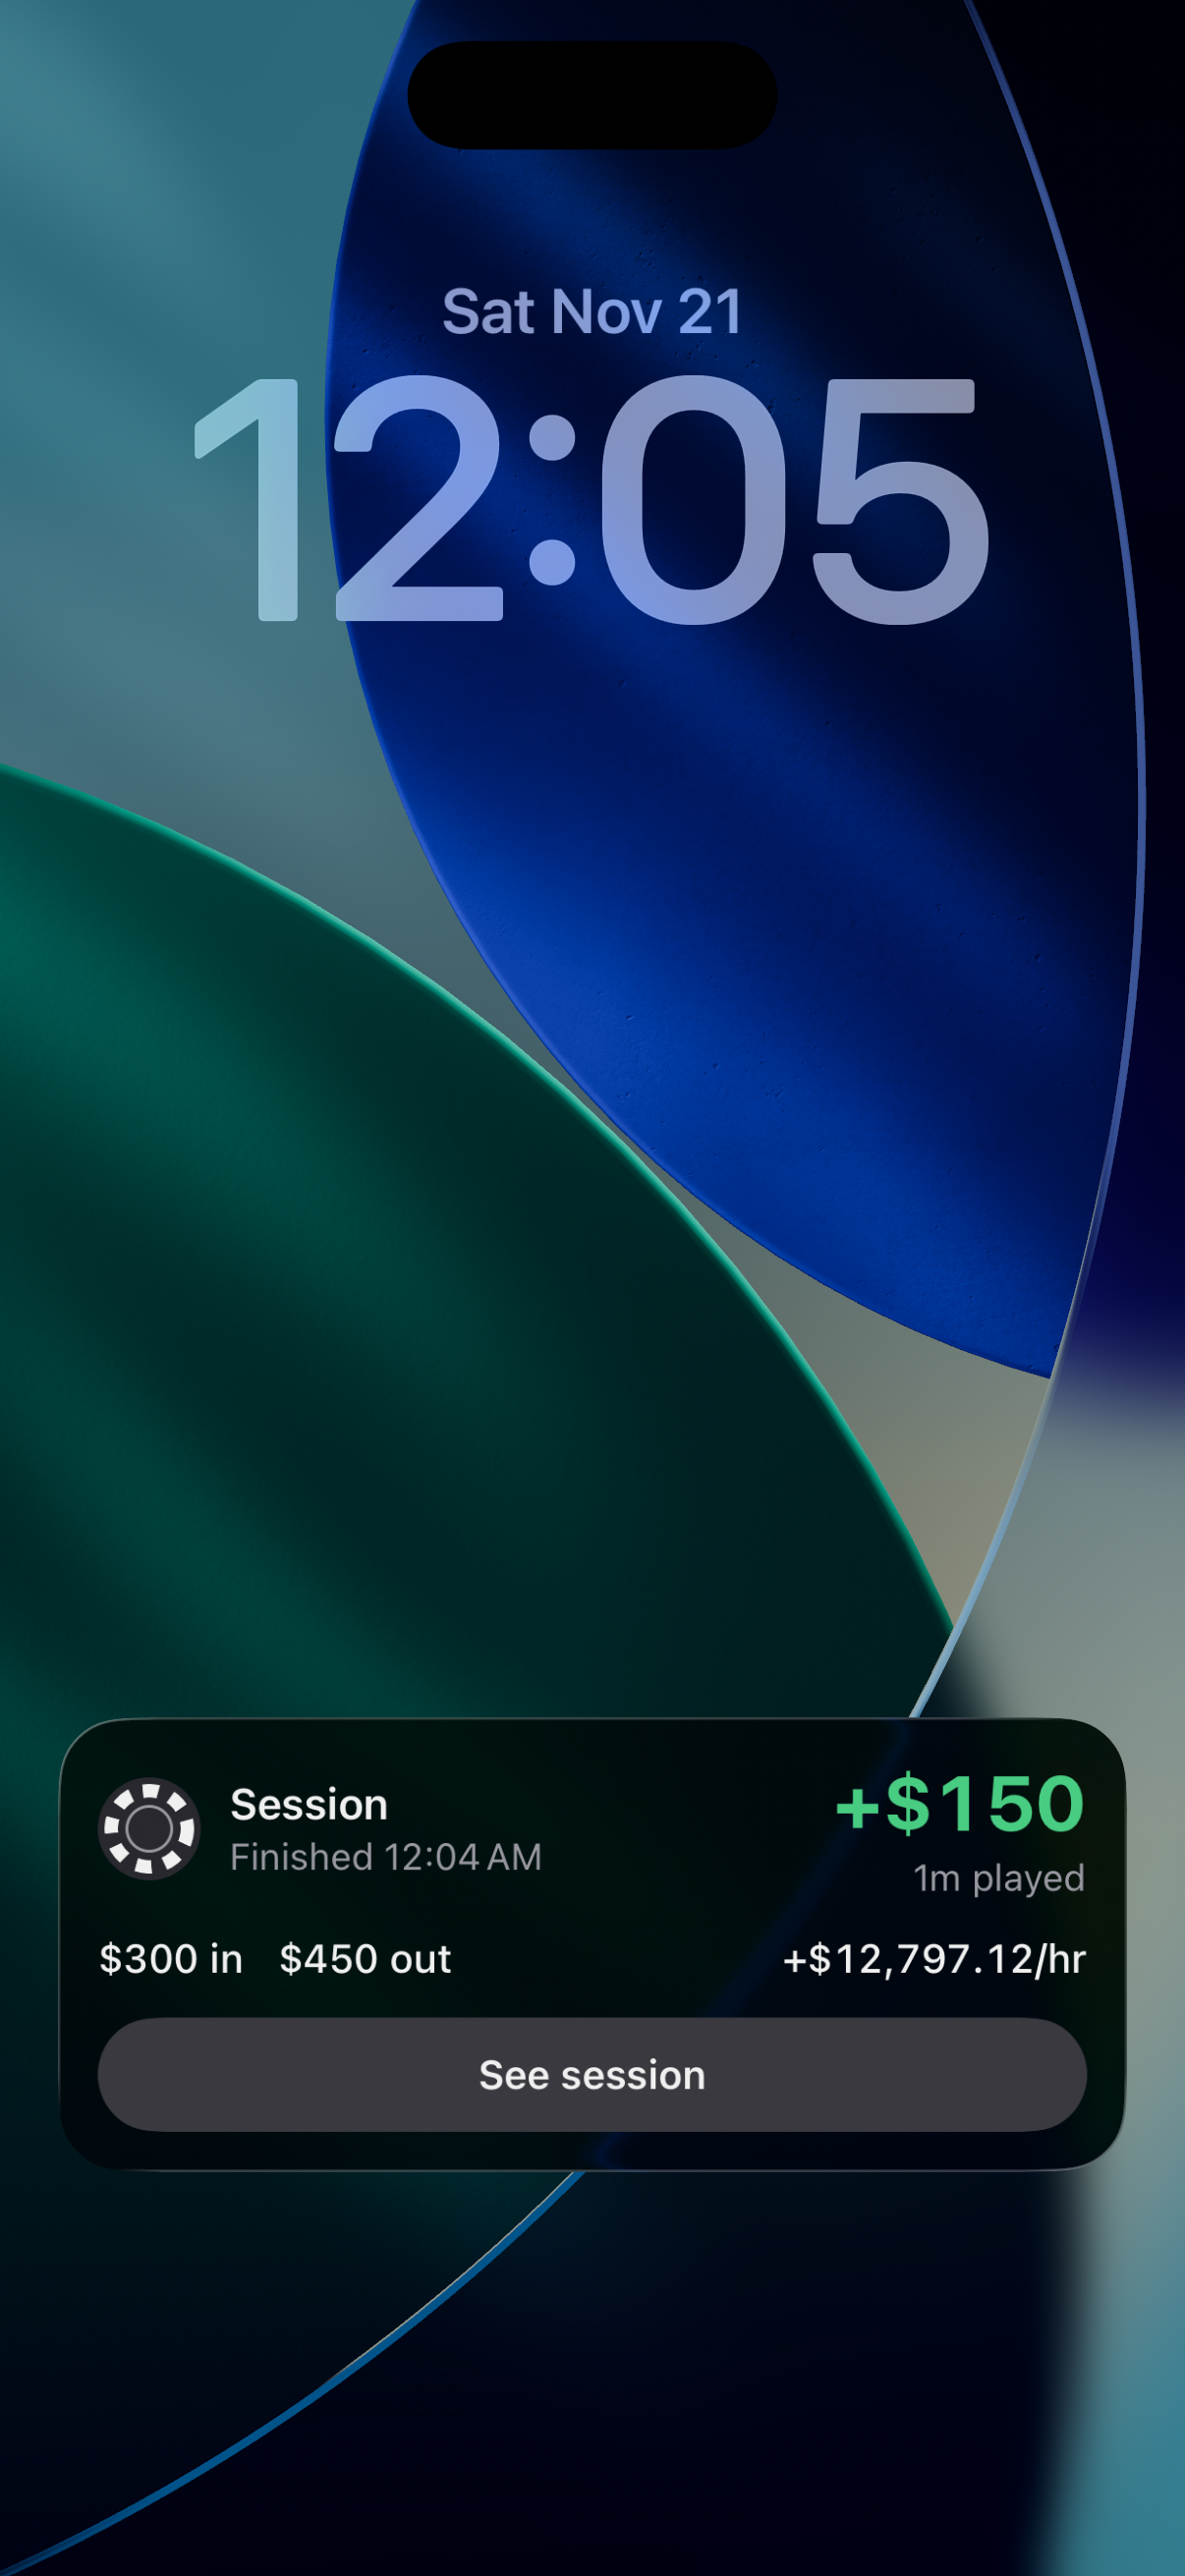 Sat Nov 21
12:05
Session
Finished 12:04 AM
+$150
1m played
$300 in $450 out
+$12,797.12/hr
See session